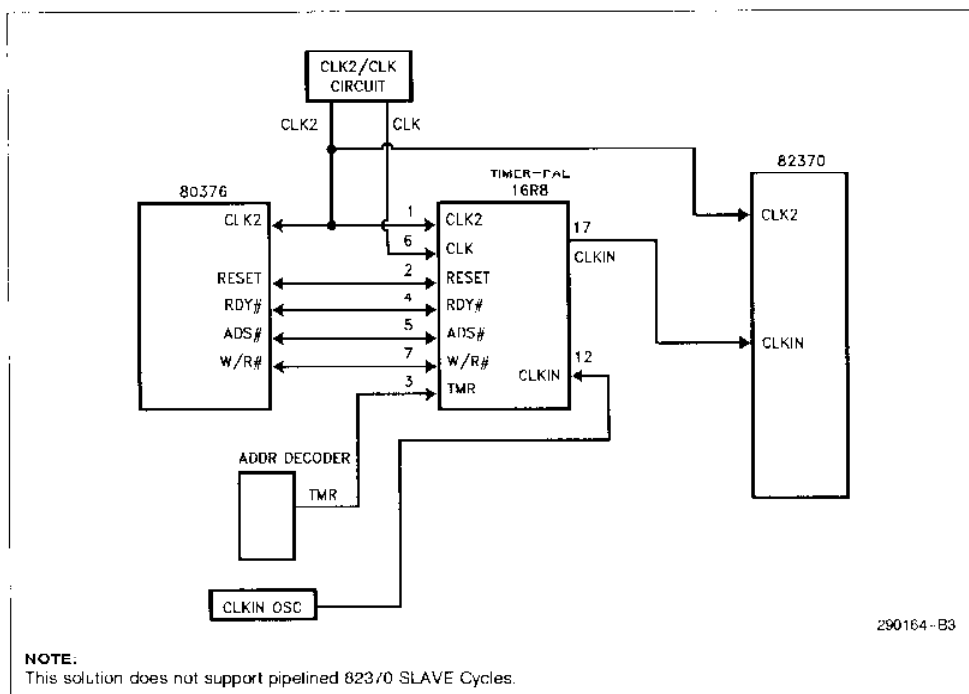 CLK2/CLK
CIRCUIT
CLK2
CLK
TIMER-PAL
16R8
82370
80376
CLK2
1
CLK2
17
CLK2
6
CLK
CLKIN
RESET
2
RESET
RDY#
4
RDY#
ADS#
5
ADS#
CLKIN
W/R#
7
W/R#
12
CLKIN
3
TMR
ADDR DECODER
TMR
CLKIN OSC
290164-B3
NOTE:
This solution does not support pipelined 82370 SLAVE Cycles.